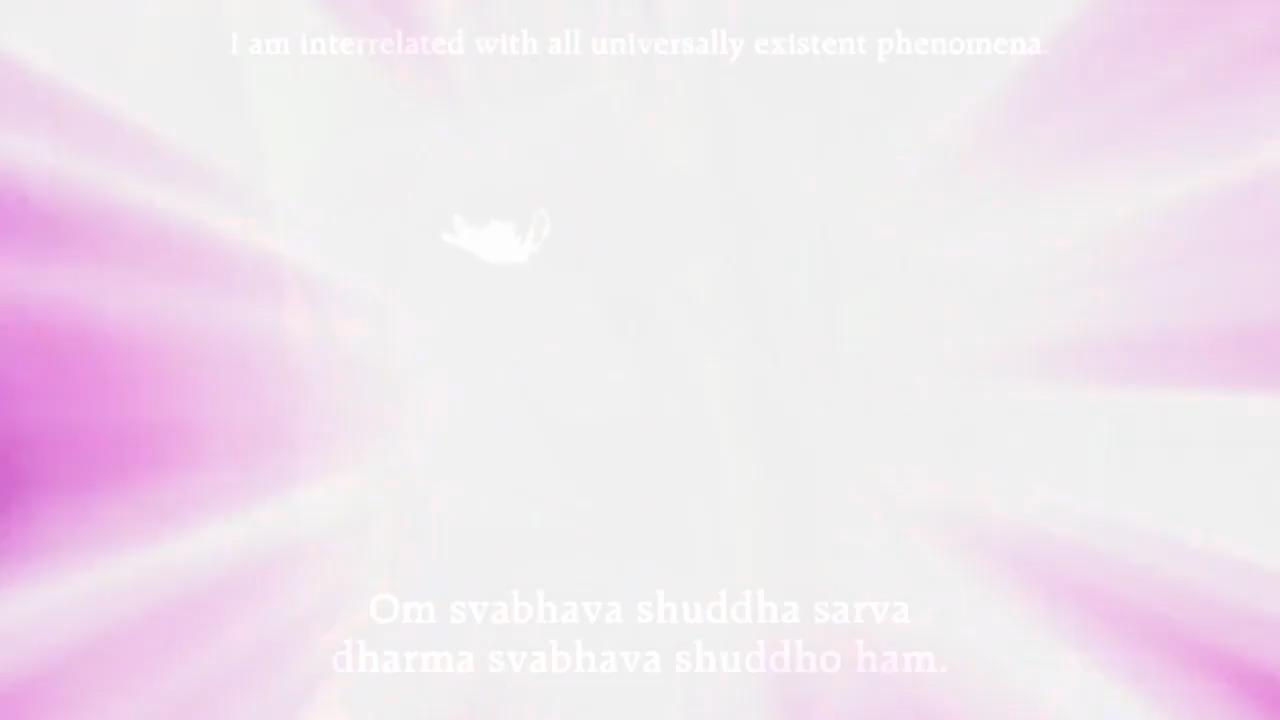 I am interrelated with all universally existent phenomena.
Om svabhava shuddha sarva
dharma svabhava shuddho ham.